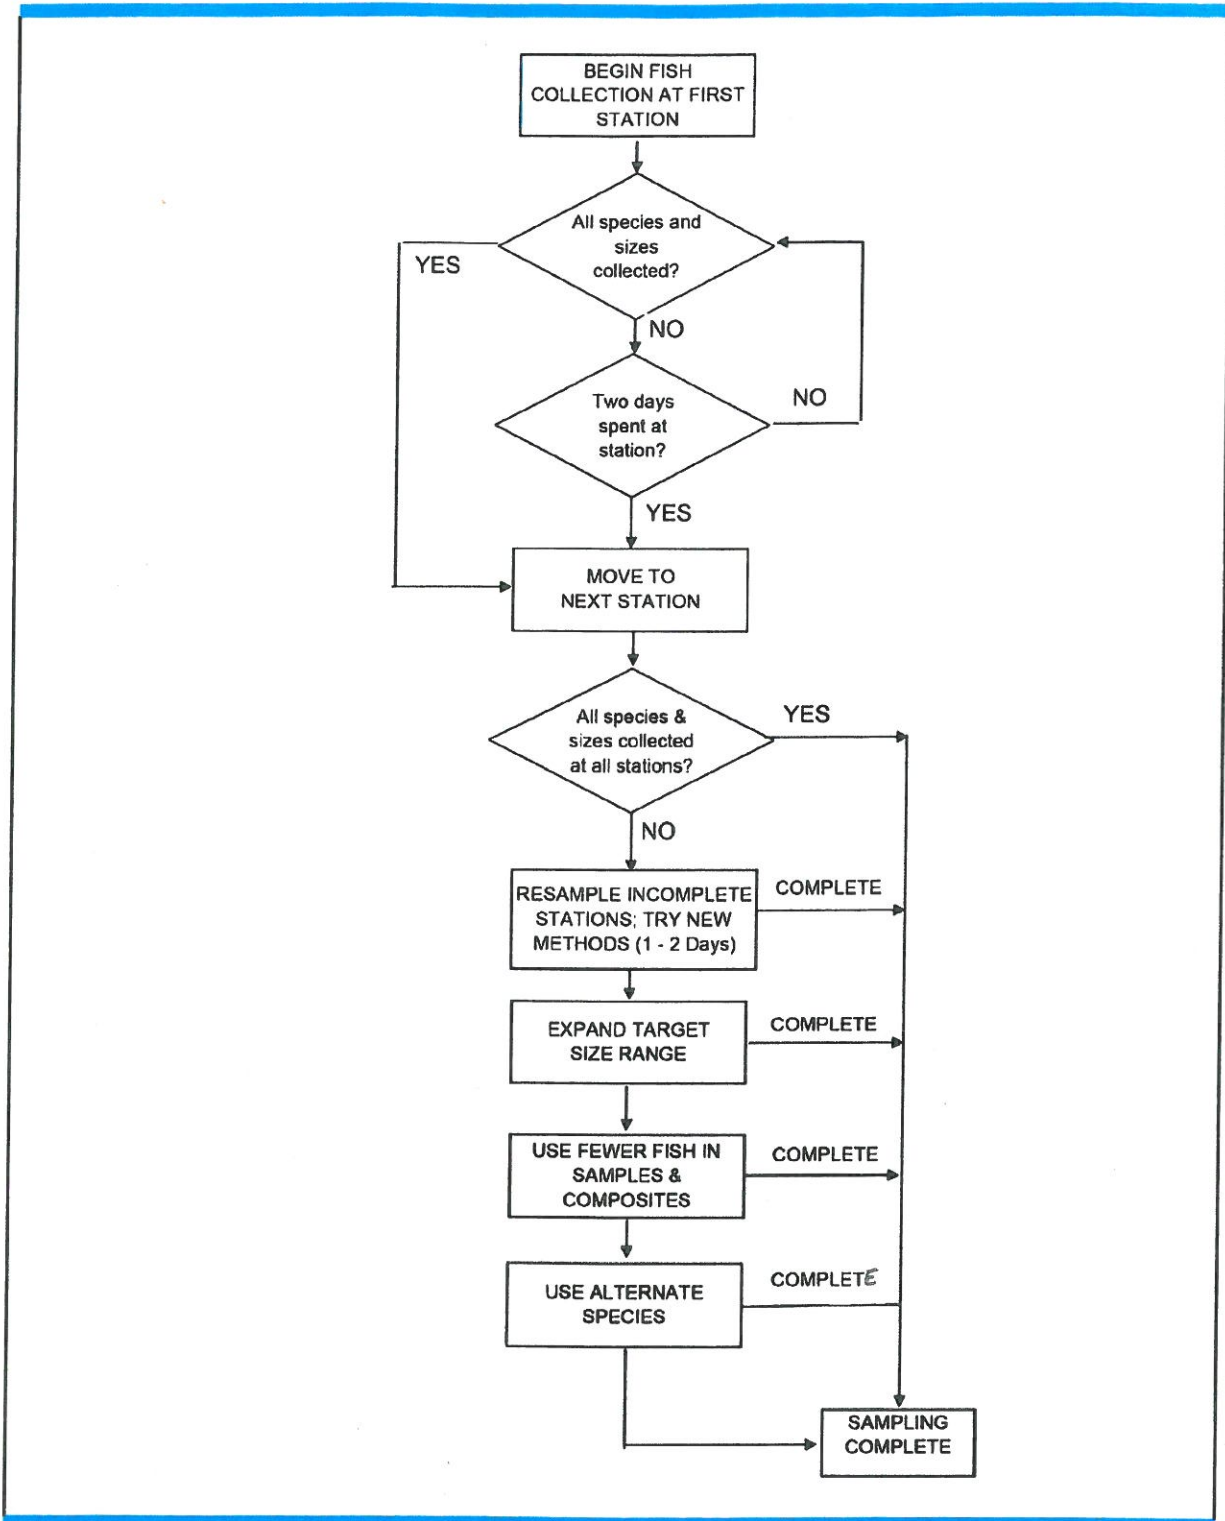 BEGIN FISH
COLLECTION AT FIRST
STATION
All species and
sizes
collected?
YES
NO
Two days
spent at
station?
NO
YES
MOVE TO
NEXT STATION
All species &
sizes collected
at all stations?
YES
NO
RESAMPLE INCOMPLETE
STATIONS; TRY NEW
METHODS (1 - 2 Days)
COMPLETE
EXPAND TARGET
SIZE RANGE
COMPLETE
USE FEWER FISH IN
SAMPLES &
COMPOSITES
COMPLETE
USE ALTERNATE
SPECIES
COMPLETE
SAMPLING
COMPLETE